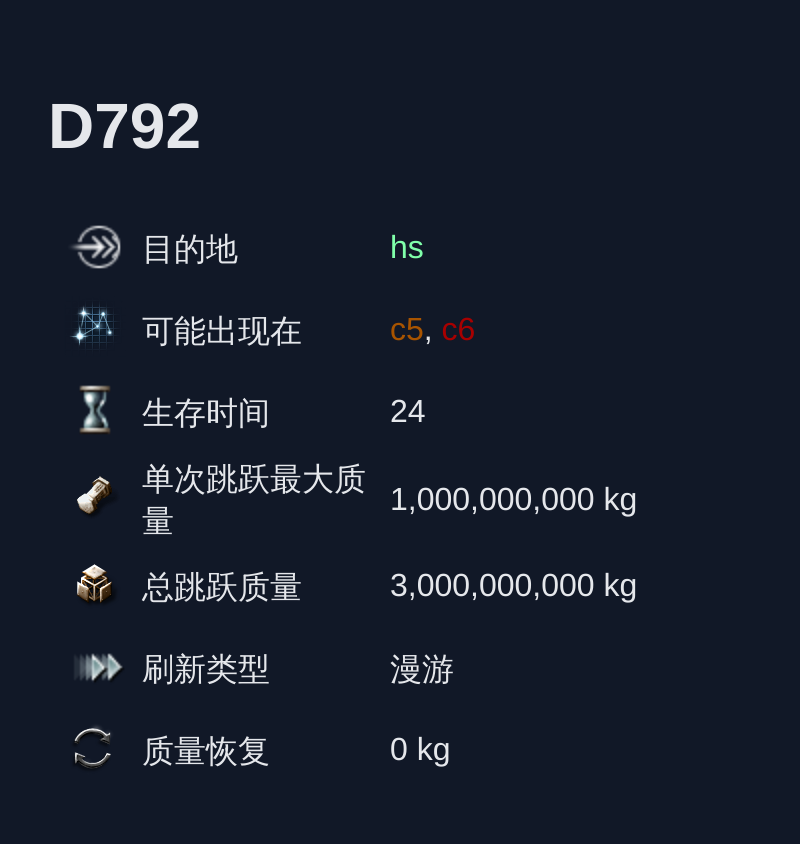 D792
目的地 hs
可能出现在 c5, c6
生存时间 24
单次跳跃最大质
量 1,000,000,000 kg
总跳跃质量 3,000,000,000 kg
刷新类型 漫游
质量恢复 0 kg